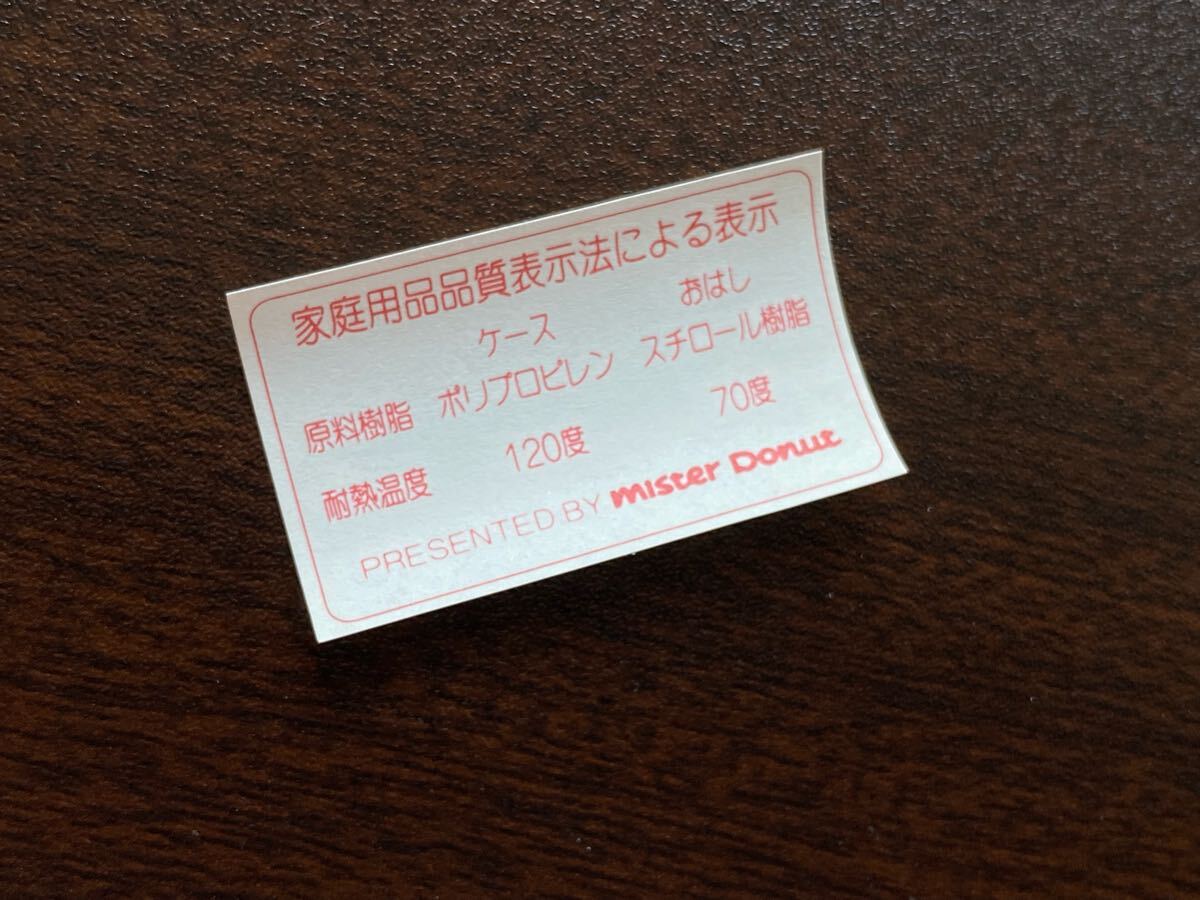 家庭用品品質表示法による表示
ケース おはし
原料樹脂 ポリプロピレン スチロール樹脂
耐熱温度 120度 70度
PRESENTED BY mister Donut